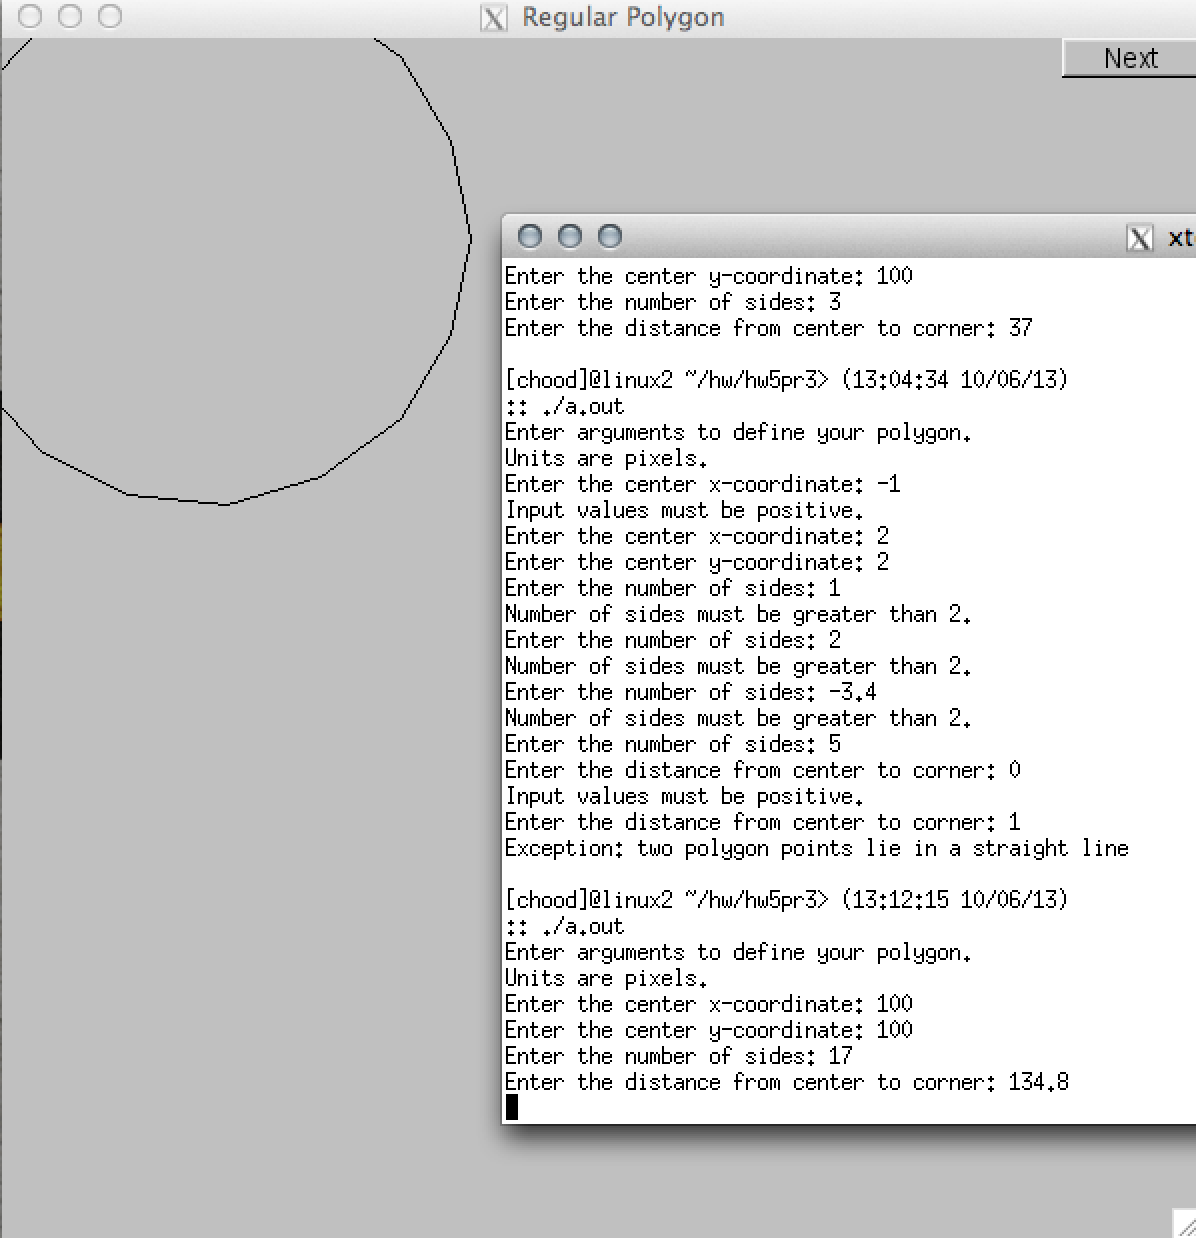 Regular Polygon
Next
X xt
Enter the center y-coordinate: 100
Enter the number of sides: 3
Enter the distance from center to corner: 37
[chood]@linux2 ~/hw/hw5pr3> (13:04:34 10/06/13)
:: ./a.out
Enter arguments to define your polygon.
Units are pixels.
Enter the center x-coordinate: -1
Input values must be positive.
Enter the center x-coordinate: 2
Enter the center y-coordinate: 2
Enter the number of sides: 1
Number of sides must be greater than 2.
Enter the number of sides: 2
Number of sides must be greater than 2.
Enter the number of sides: -3.4
Number of sides must be greater than 2.
Enter the number of sides: 5
Enter the distance from center to corner: 0
Input values must be positive.
Enter the distance from center to corner: 1
Exception: two polygon points lie in a straight line
[chood]@linux2 ~/hw/hw5pr3> (13:12:15 10/06/13)
:: ./a.out
Enter arguments to define your polygon.
Units are pixels.
Enter the center x-coordinate: 100
Enter the center y-coordinate: 100
Enter the number of sides: 17
Enter the distance from center to corner: 134.8